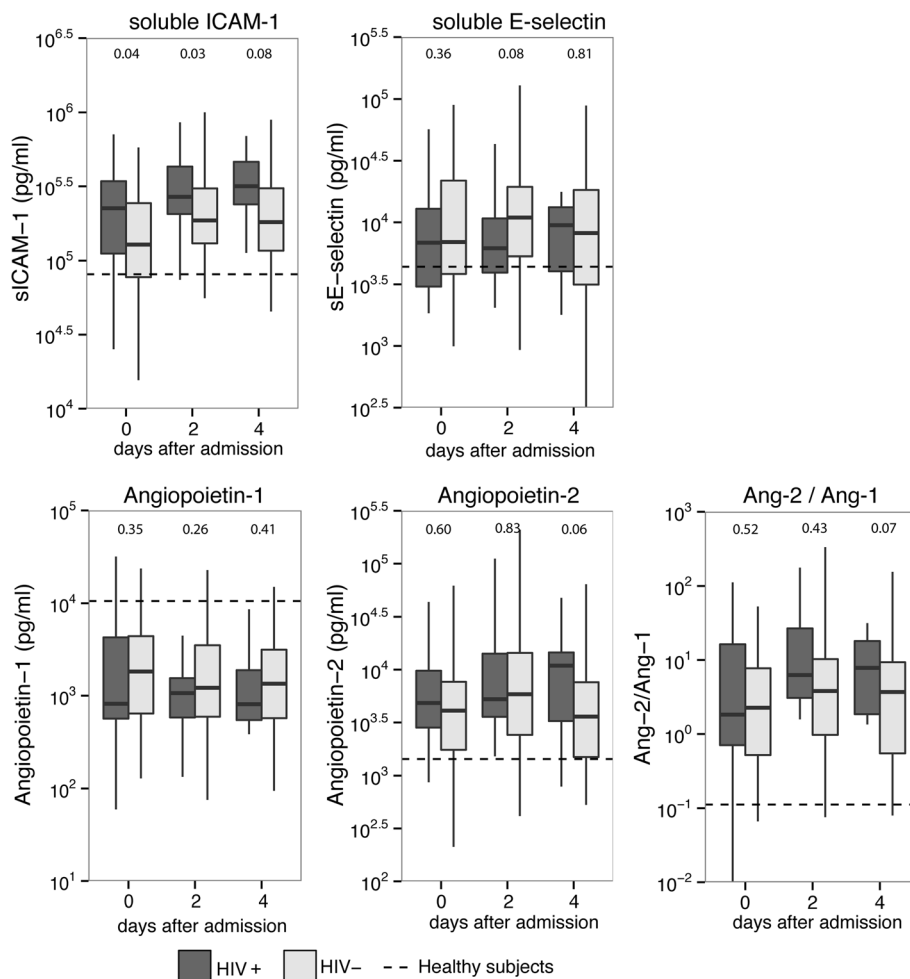 soluble ICAM-1
sICAM−1 (pg/ml)
10^6.5
10^6
10^5.5
10^5
10^4.5
10^4
0.04 0.03 0.08
0 2 4
days after admission
soluble E-selectin
sE−selectin (pg/ml)
10^5.5
10^5
10^4.5
10^4
10^3.5
10^3
10^2.5
0.36 0.08 0.81
0 2 4
days after admission
Angiopoietin-1
Angiopoietin−1 (pg/ml)
10^5
10^4
10^3
10^2
10^1
0.35 0.26 0.41
0 2 4
days after admission
Angiopoietin-2
Angiopoietin−2 (pg/ml)
10^5.5
10^5
10^4.5
10^4
10^3.5
10^3
10^2.5
10^2
0.60 0.83 0.06
0 2 4
days after admission
Ang-2 / Ang-1
Ang−2/Ang−1
10^3
10^2
10^1
10^0
10^−1
10^−2
0.52 0.43 0.07
0 2 4
days after admission
HIV+ HIV− Healthy subjects